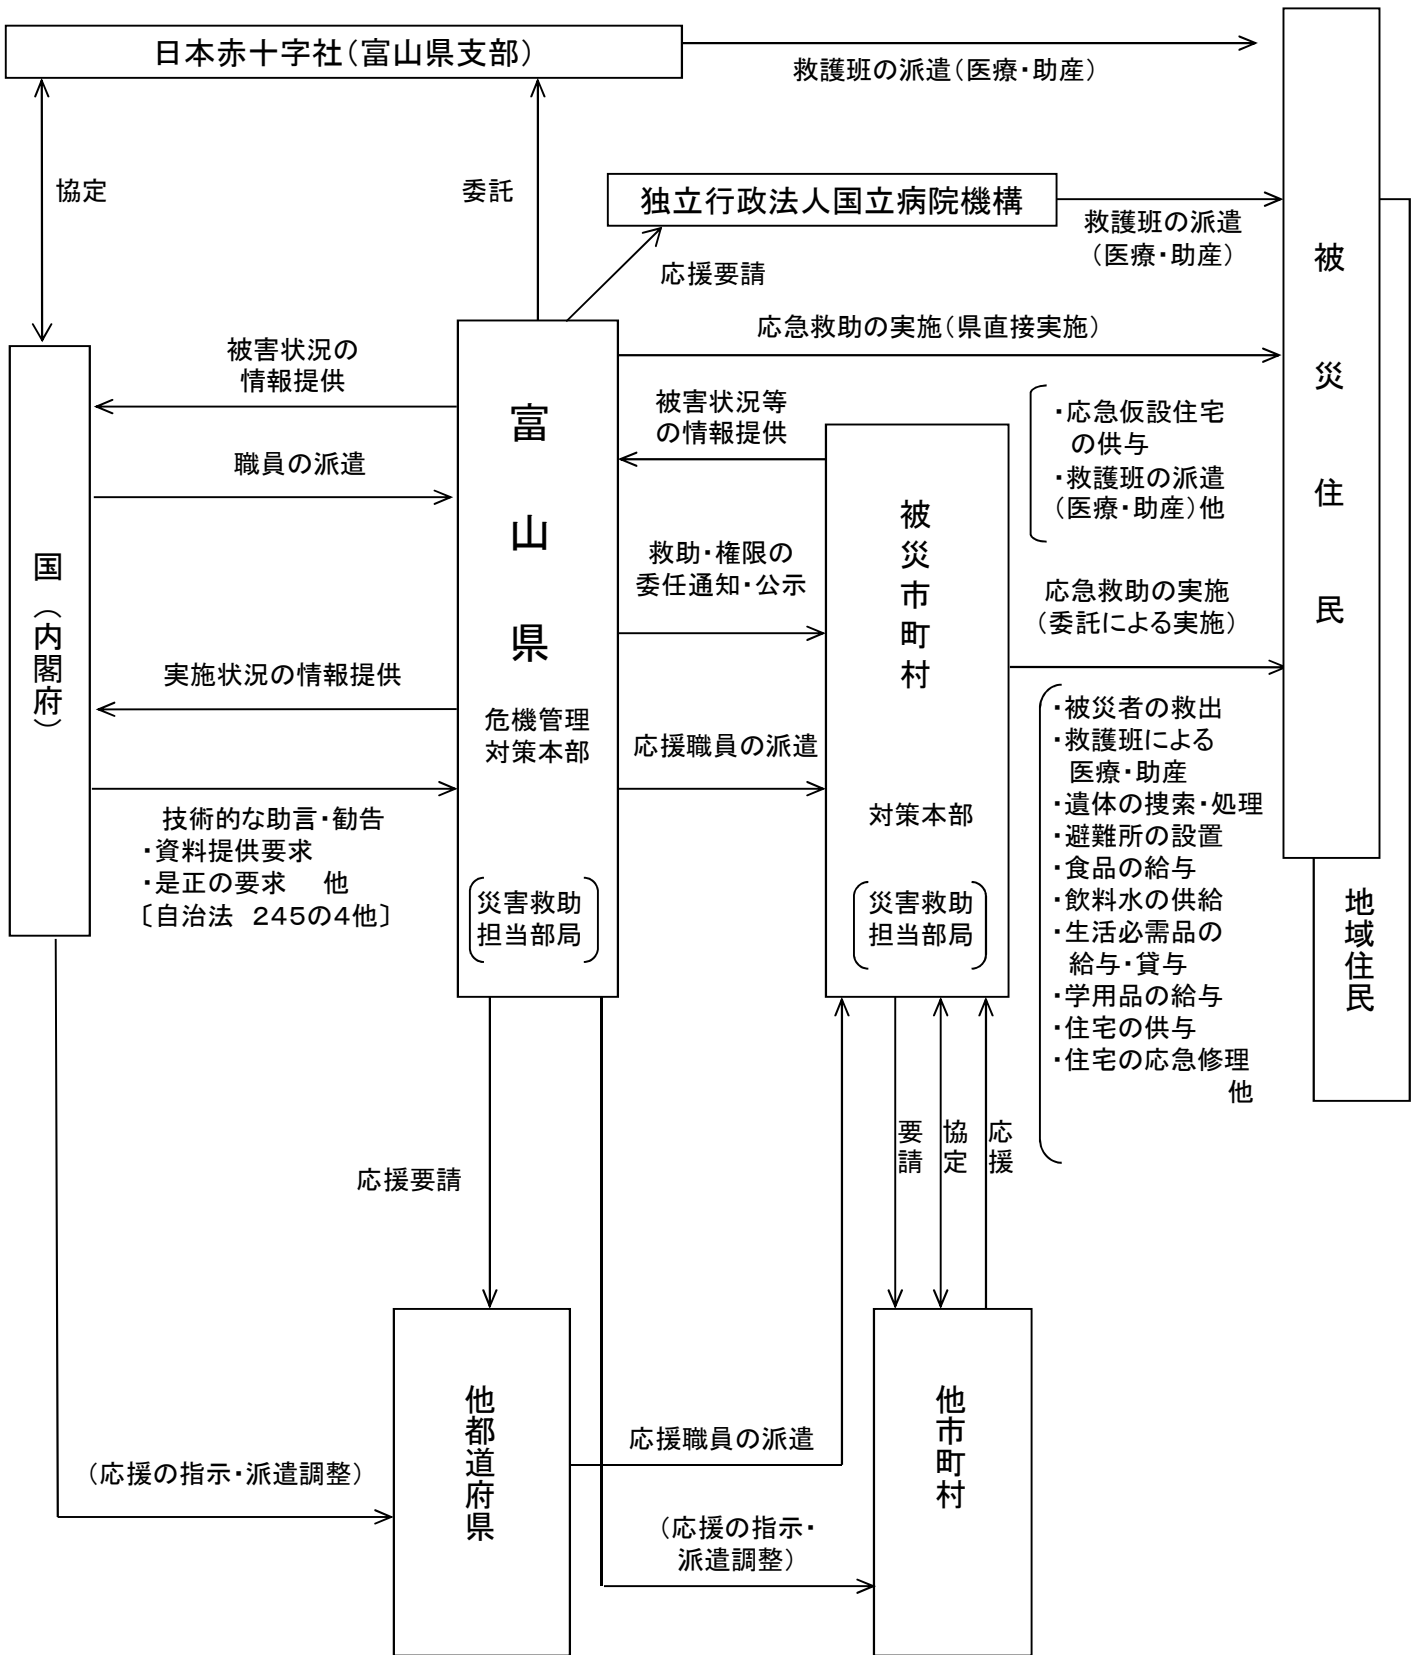 日本赤十字社（富山県支部）
救護班の派遣（医療・助産）
協定
委託
独立行政法人国立病院機構
救護班の派遣
（医療・助産）
応援要請
応急救助の実施（県直接実施）
被害状況の
情報提供
職員の派遣
実施状況の情報提供
技術的な助言・勧告
・資料提供要求
・是正の要求　他
〔自治法　245の4他〕
国（内閣府）
富山県
危機管理
対策本部
災害救助
担当部局
被害状況等
の情報提供
救助・権限の
委任通知・公示
応援職員の派遣
被災市町村
対策本部
災害救助
担当部局
・応急仮設住宅
の供与
・救護班の派遣
（医療・助産）他
応急救助の実施
（委託による実施）
・被災者の救出
・救護班による
医療・助産
・遺体の捜索・処理
・避難所の設置
・食品の給与
・飲料水の供給
・生活必需品の
給与・貸与
・学用品の給与
・住宅の供与
・住宅の応急修理
他
被災住民
地域住民
応援要請
要請
協定
応援
（応援の指示・派遣調整）
他都道府県
応援職員の派遣
（応援の指示・
派遣調整）
他市町村